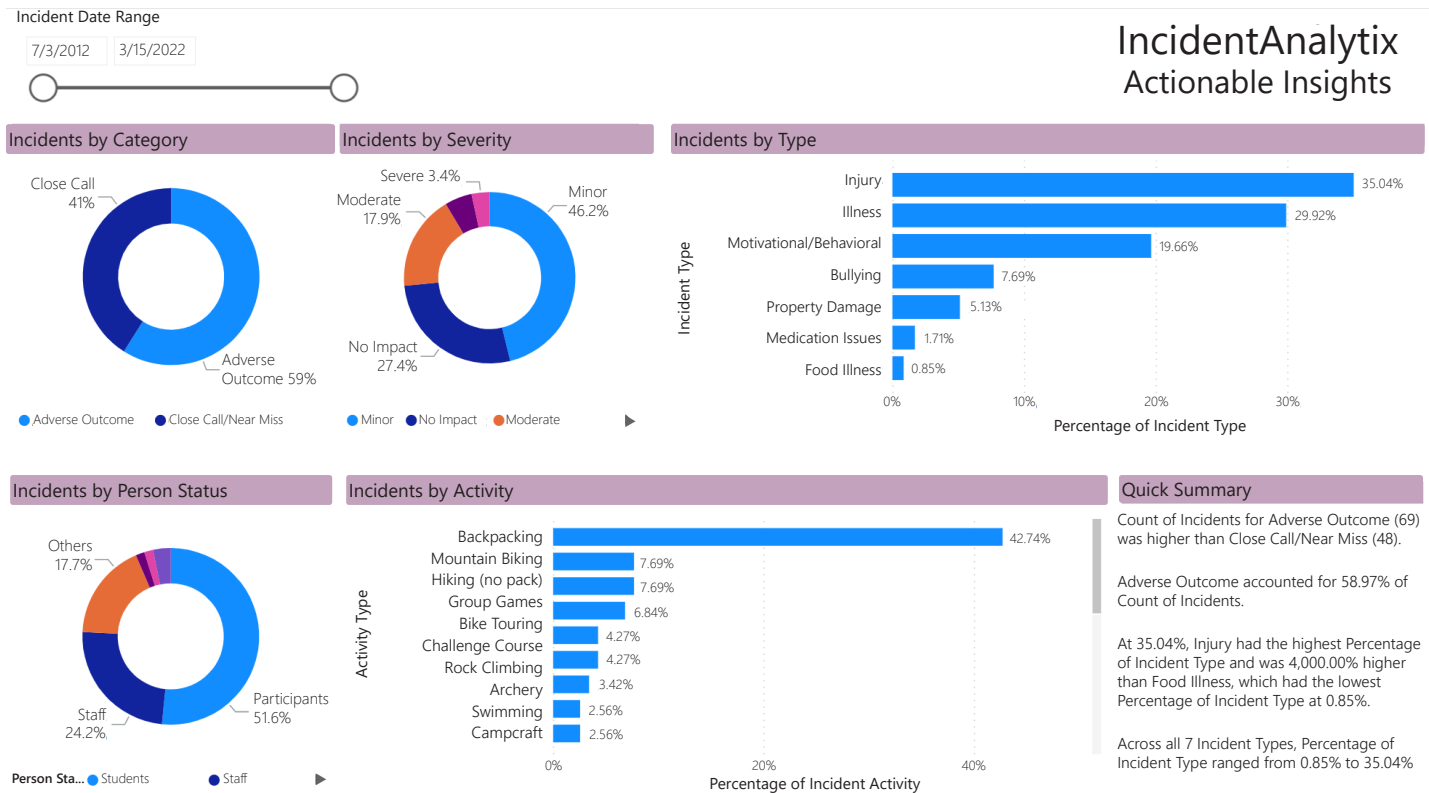 Incident Date Range
7/3/2012 3/15/2022
IncidentAnalytix
Actionable Insights
Incidents by Category
Close Call
41%
Adverse
Outcome 59%
Adverse Outcome Close Call/Near Miss
Incidents by Severity
Severe 3.4%
Moderate
17.9%
Minor
46.2%
No Impact
27.4%
Minor No Impact Moderate
Incidents by Type
Incident Type
Injury 35.04%
Illness 29.92%
Motivational/Behavioral 19.66%
Bullying 7.69%
Property Damage 5.13%
Medication Issues 1.71%
Food Illness 0.85%
0% 10% 20% 30%
Percentage of Incident Type
Incidents by Person Status
Others
17.7%
Participants
51.6%
Staff
24.2%
Person Sta... Students Staff
Incidents by Activity
Activity Type
Backpacking 42.74%
Mountain Biking 7.69%
Hiking (no pack) 7.69%
Group Games 6.84%
Bike Touring 4.27%
Challenge Course 4.27%
Rock Climbing 3.42%
Archery 2.56%
Swimming 2.56%
Campcraft
0% 20% 40%
Percentage of Incident Activity
Quick Summary
Count of Incidents for Adverse Outcome (69)
was higher than Close Call/Near Miss (48).
Adverse Outcome accounted for 58.97% of
Count of Incidents.
At 35.04%, Injury had the highest Percentage
of Incident Type and was 4,000.00% higher
than Food Illness, which had the lowest
Percentage of Incident Type at 0.85%.
Across all 7 Incident Types, Percentage of
Incident Type ranged from 0.85% to 35.04%